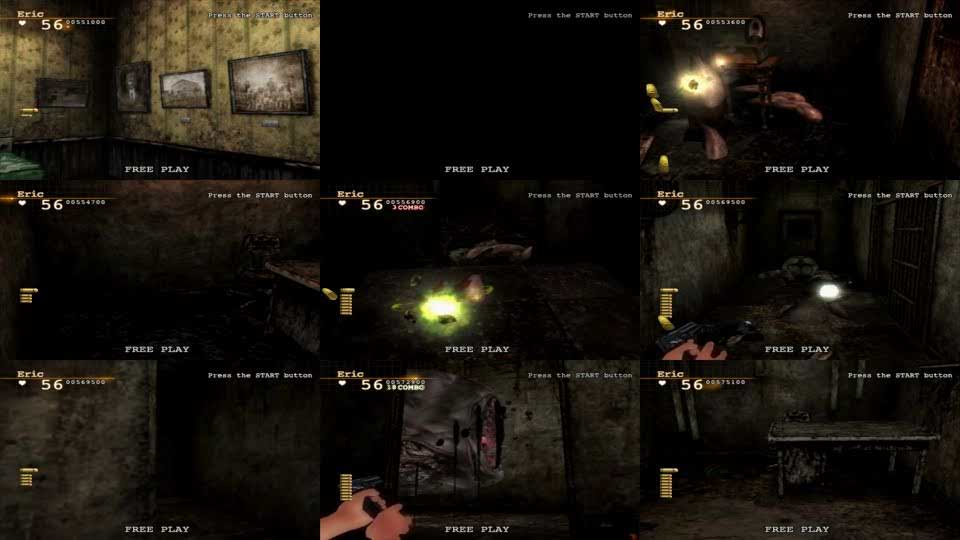 Eric
Press the START button
56 00551000
FREE PLAY
FREE PLAY
Eric
Press the START button
56 00553600
FREE PLAY
Eric
Press the START button
56 00554700
FREE PLAY
Eric
Press the START button
56 00556900
3 COMBO
FREE PLAY
Eric
Press the START button
56 00569500
FREE PLAY
Eric
Press the START button
56 00569500
FREE PLAY
Eric
Press the START button
56 00572900
COMBO
FREE PLAY
Eric
Press the START button
56 00575100
FREE PLAY